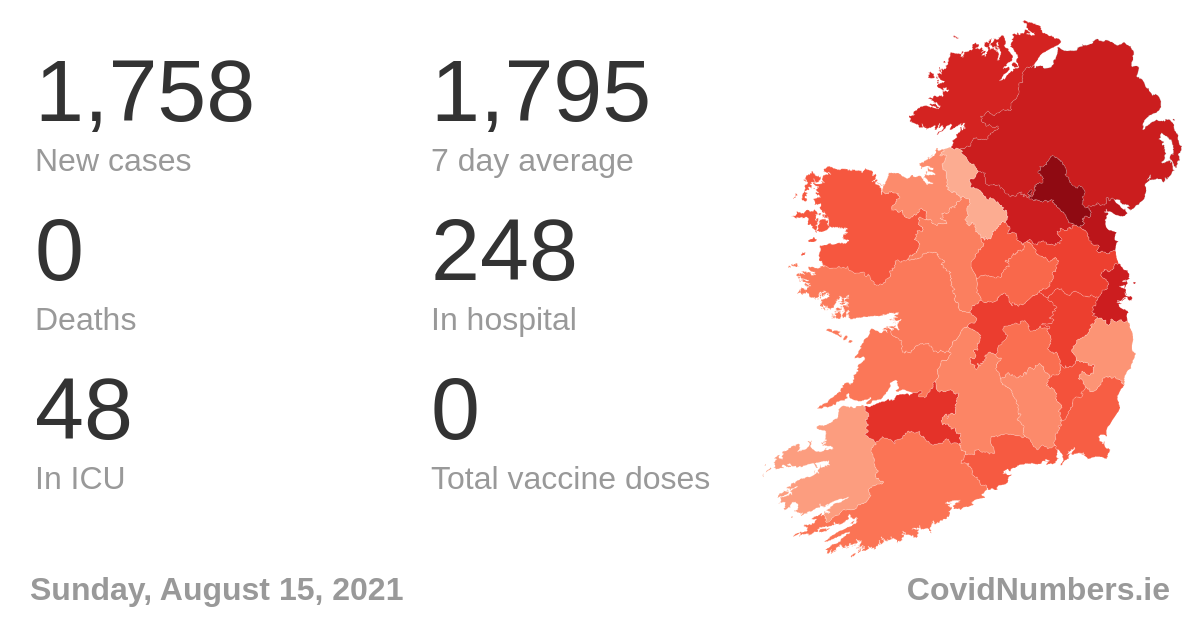 1,758
New cases
1,795
7 day average
0
Deaths
248
In hospital
48
In ICU
0
Total vaccine doses
Sunday, August 15, 2021
CovidNumbers.ie